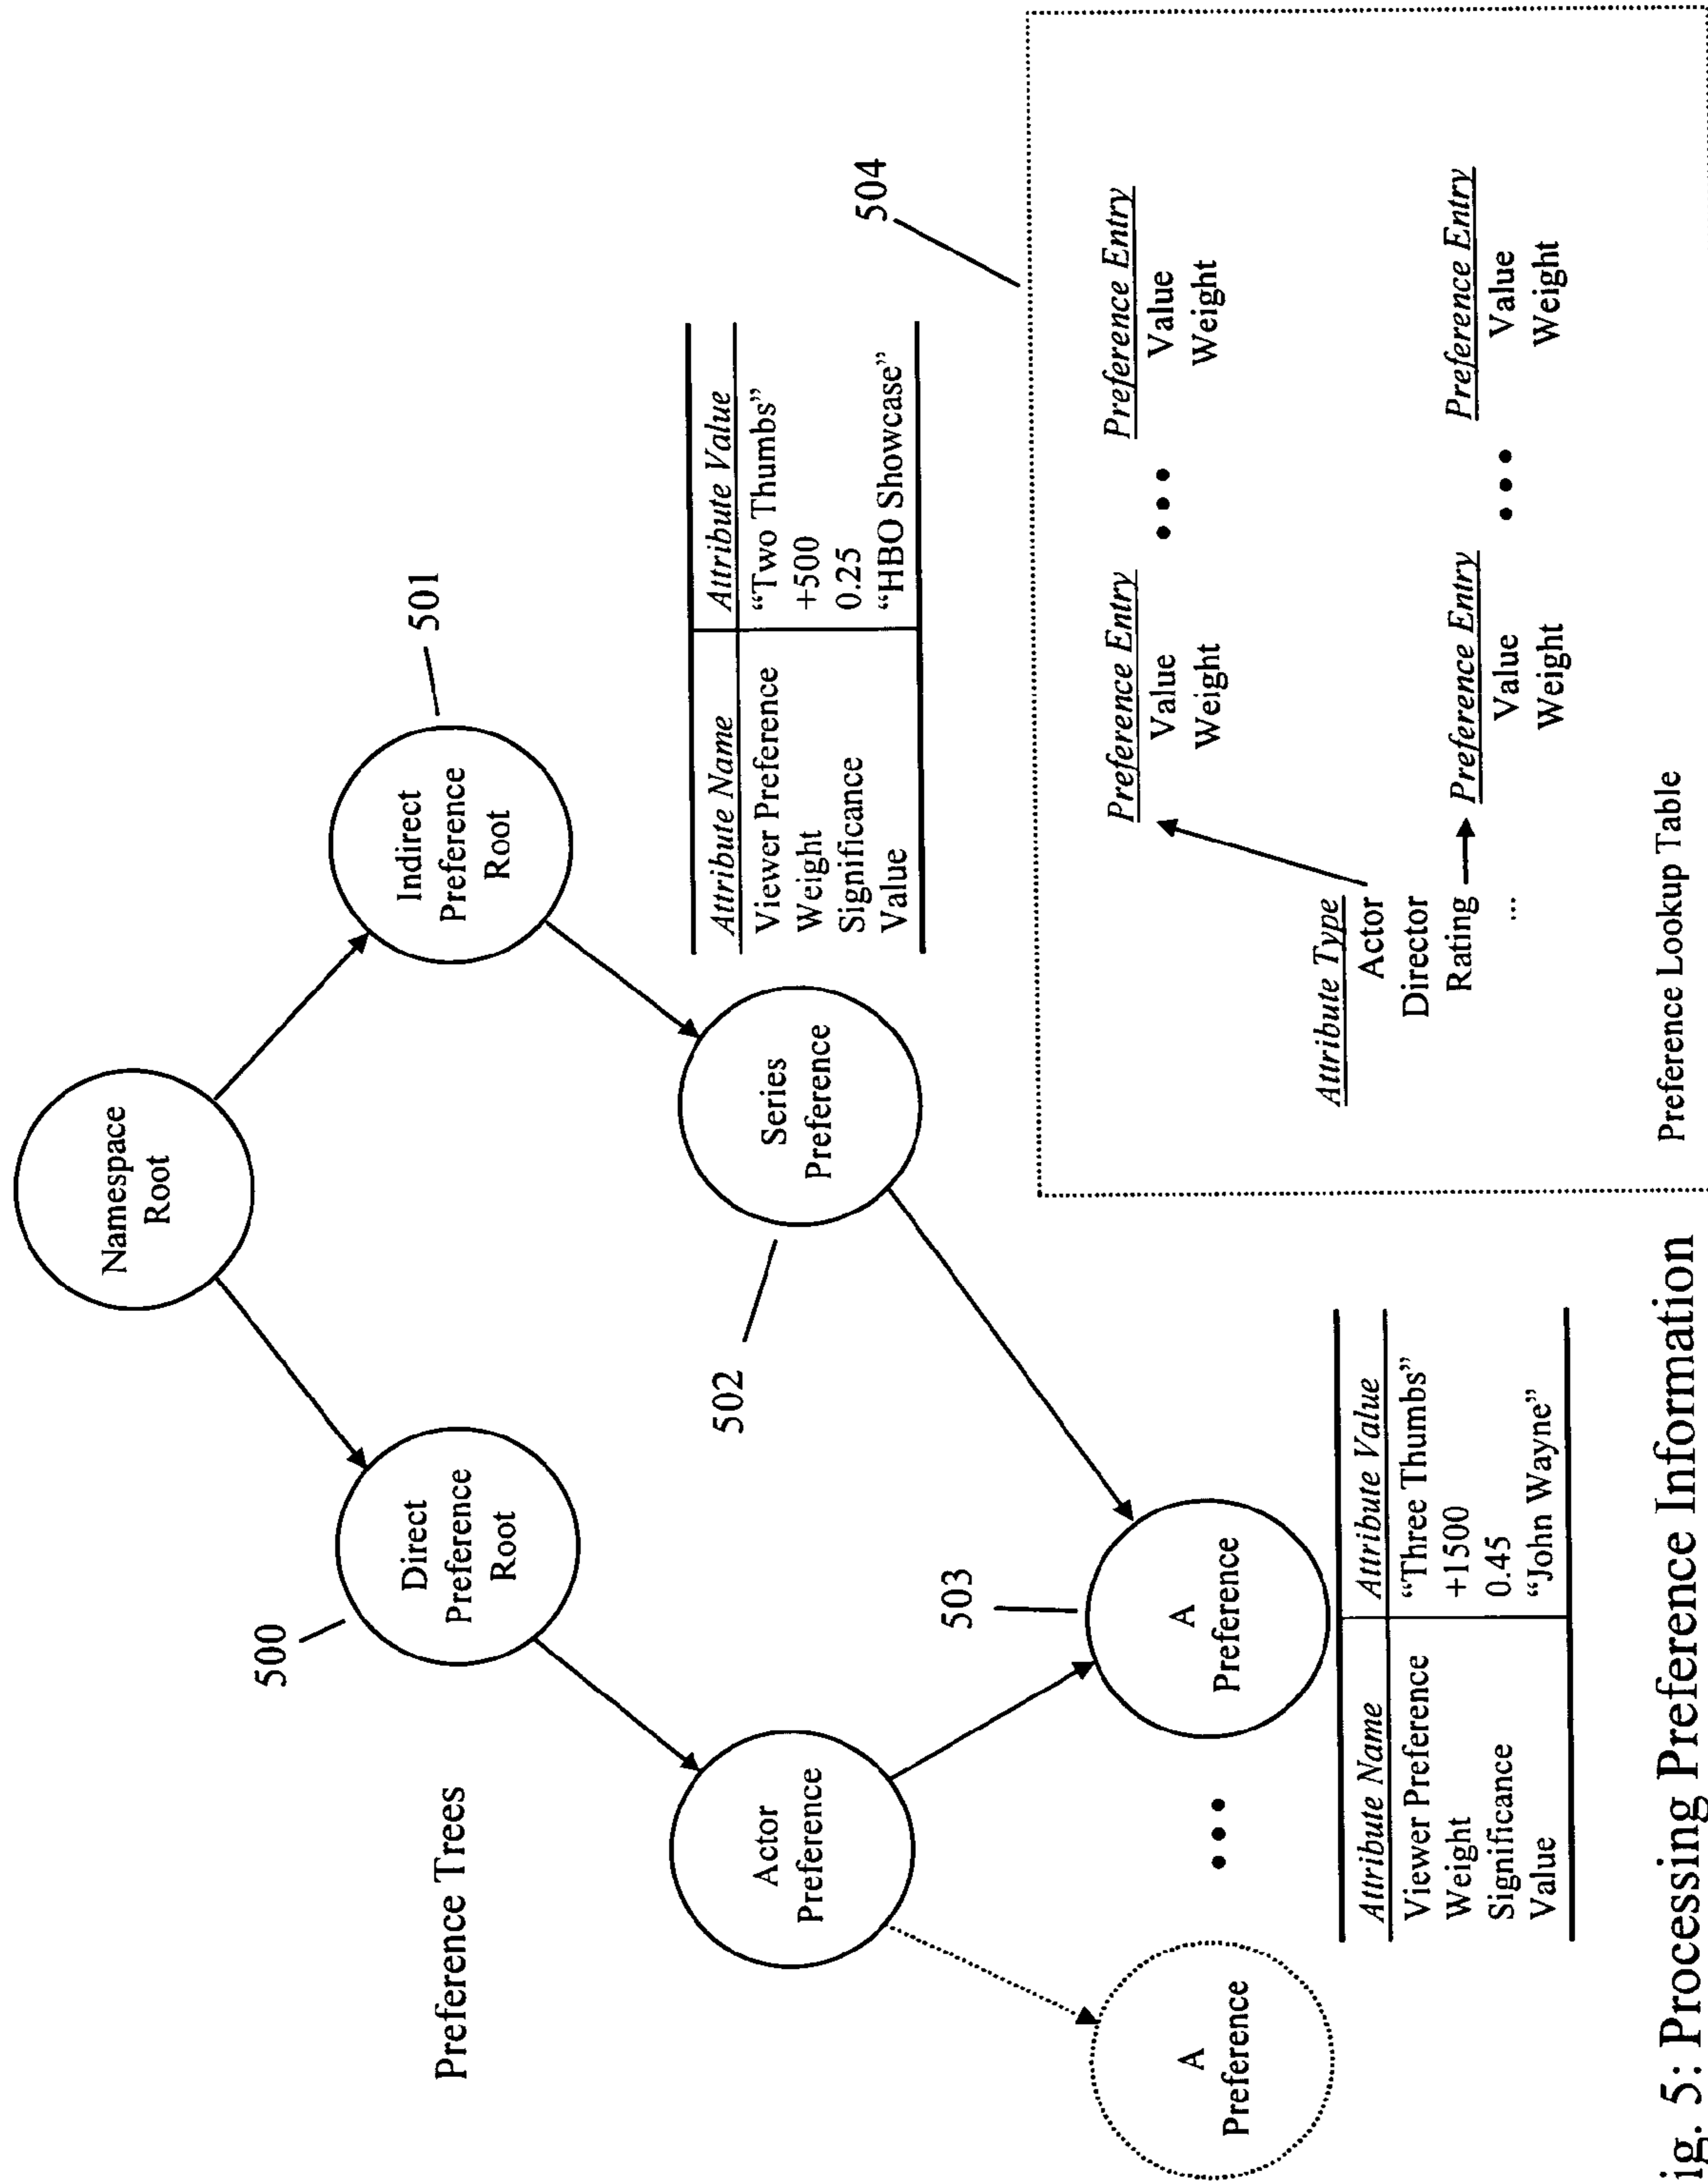 Namespace
Root
Preference Trees
500
Direct
Preference
Root
Indirect
Preference
Root
501
Actor
Preference
502
Series
Preference
Attribute Name Attribute Value
Viewer Preference “Two Thumbs”
Weight +500
Significance 0.25
Value “HBO Showcase”
A
Preference
•••
503
A
Preference
Attribute Name Attribute Value
Viewer Preference “Three Thumbs”
Weight +1500
Significance 0.45
Value “John Wayne”
504
Attribute Type
Actor
Director
Rating
...
Preference Entry
Value
Weight
•••
Preference Entry
Value
Weight
Preference Entry
Value
Weight
•••
Preference Entry
Value
Weight
Preference Lookup Table
ig. 5: Processing Preference Information